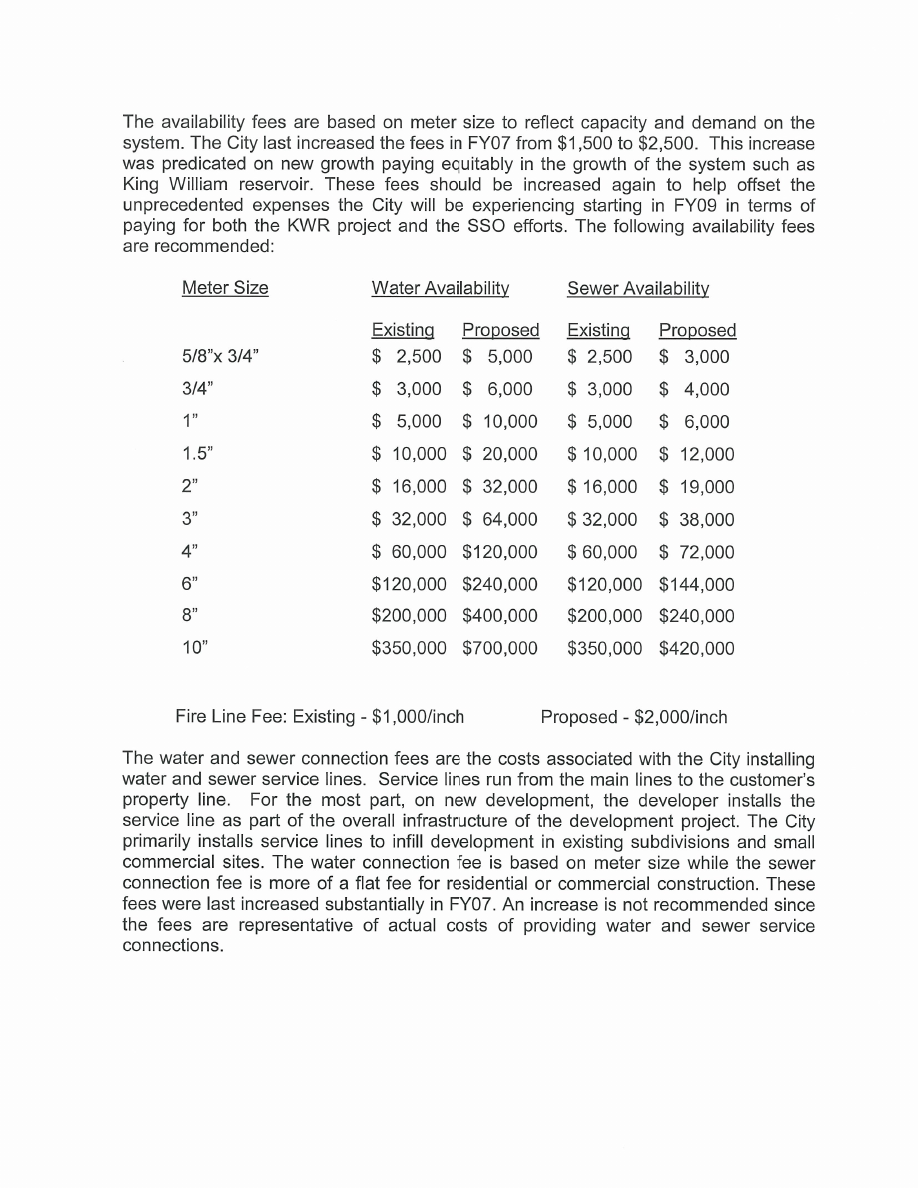 The availability fees are based on meter size to reflect capacity and demand on the
system. The City last increased the fees in FY07 from $1,500 to $2,500. This increase
was predicated on new growth paying equitably in the growth of the system such as
King William reservoir. These fees should be increased again to help offset the
unprecedented expenses the City will be experiencing starting in FY09 in terms of
paying for both the KWR project and the SSO efforts. The following availability fees
are recommended:
Meter Size Water Availability Sewer Availability
Existing Proposed Existing Proposed
5/8”x 3/4” $ 2,500 $ 5,000 $ 2,500 $ 3,000
3/4” $ 3,000 $ 6,000 $ 3,000 $ 4,000
1” $ 5,000 $ 10,000 $ 5,000 $ 6,000
1.5” $ 10,000 $ 20,000 $ 10,000 $ 12,000
2” $ 16,000 $ 32,000 $ 16,000 $ 19,000
3” $ 32,000 $ 64,000 $ 32,000 $ 38,000
4” $ 60,000 $120,000 $ 60,000 $ 72,000
6” $120,000 $240,000 $120,000 $144,000
8” $200,000 $400,000 $200,000 $240,000
10” $350,000 $700,000 $350,000 $420,000
Fire Line Fee: Existing - $1,000/inch Proposed - $2,000/inch
The water and sewer connection fees are the costs associated with the City installing
water and sewer service lines. Service lines run from the main lines to the customer’s
property line. For the most part, on new development, the developer installs the
service line as part of the overall infrastructure of the development project. The City
primarily installs service lines to infill development in existing subdivisions and small
commercial sites. The water connection fee is based on meter size while the sewer
connection fee is more of a flat fee for residential or commercial construction. These
fees were last increased substantially in FY07. An increase is not recommended since
the fees are representative of actual costs of providing water and sewer service
connections.